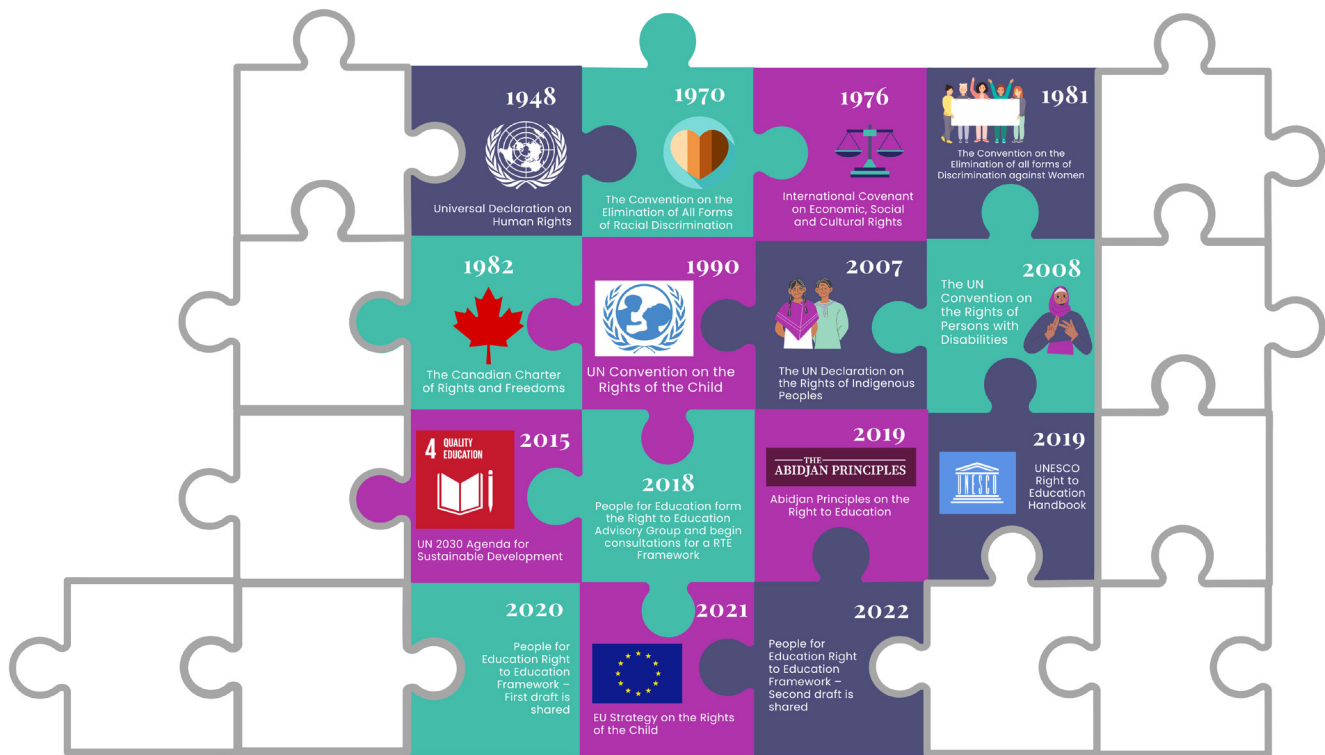 1948
Universal Declaration on
Human Rights
1970
The Convention on the
Elimination of All Forms
of Racial Discrimination
1976
International Covenant
on Economic, Social
and Cultural Rights
1981
The Convention on the
Elimination of all forms of
Discrimination against Women
1982
The Canadian Charter
of Rights and Freedoms
1990
UN Convention on the
Rights of the Child
2007
The UN Declaration on
the Rights of Indigenous
Peoples
2008
The UN
Convention on
the Rights of
Persons with
Disabilities
2015
4 QUALITY
EDUCATION
UN 2030 Agenda for
Sustainable Development
2018
People for Education form
the Right to Education
Advisory Group and begin
consultations for a RTE
Framework
2019
THE
ABIDJAN PRINCIPLES
Abidjan Principles on the
Right to Education
2019
UNESCO
UNESCO
Right to
Education
Handbook
2020
People for
Education Right
to Education
Framework –
First draft is
shared
2021
EU Strategy on the Rights
of the Child
2022
People for
Education Right
to Education
Framework –
Second draft is
shared